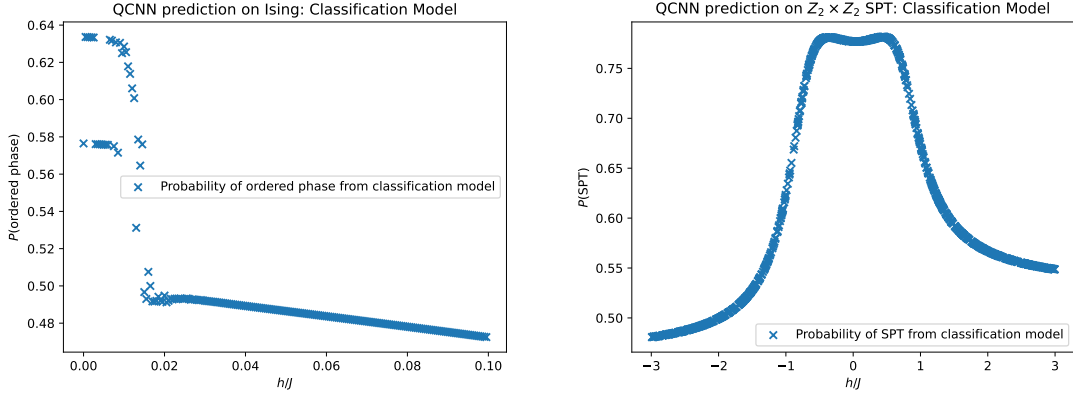 QCNN prediction on Ising: Classification Model
P(ordered phase)
0.64
0.62
0.60
0.58
0.56
0.54
0.52
0.50
0.48
Probability of ordered phase from classification model
0.00 0.02 0.04 0.06 0.08 0.10
h/J
QCNN prediction on Z₂ × Z₂ SPT: Classification Model
P(SPT)
0.75
0.70
0.65
0.60
0.55
0.50
Probability of SPT from classification model
−3 −2 −1 0 1 2 3
h/J